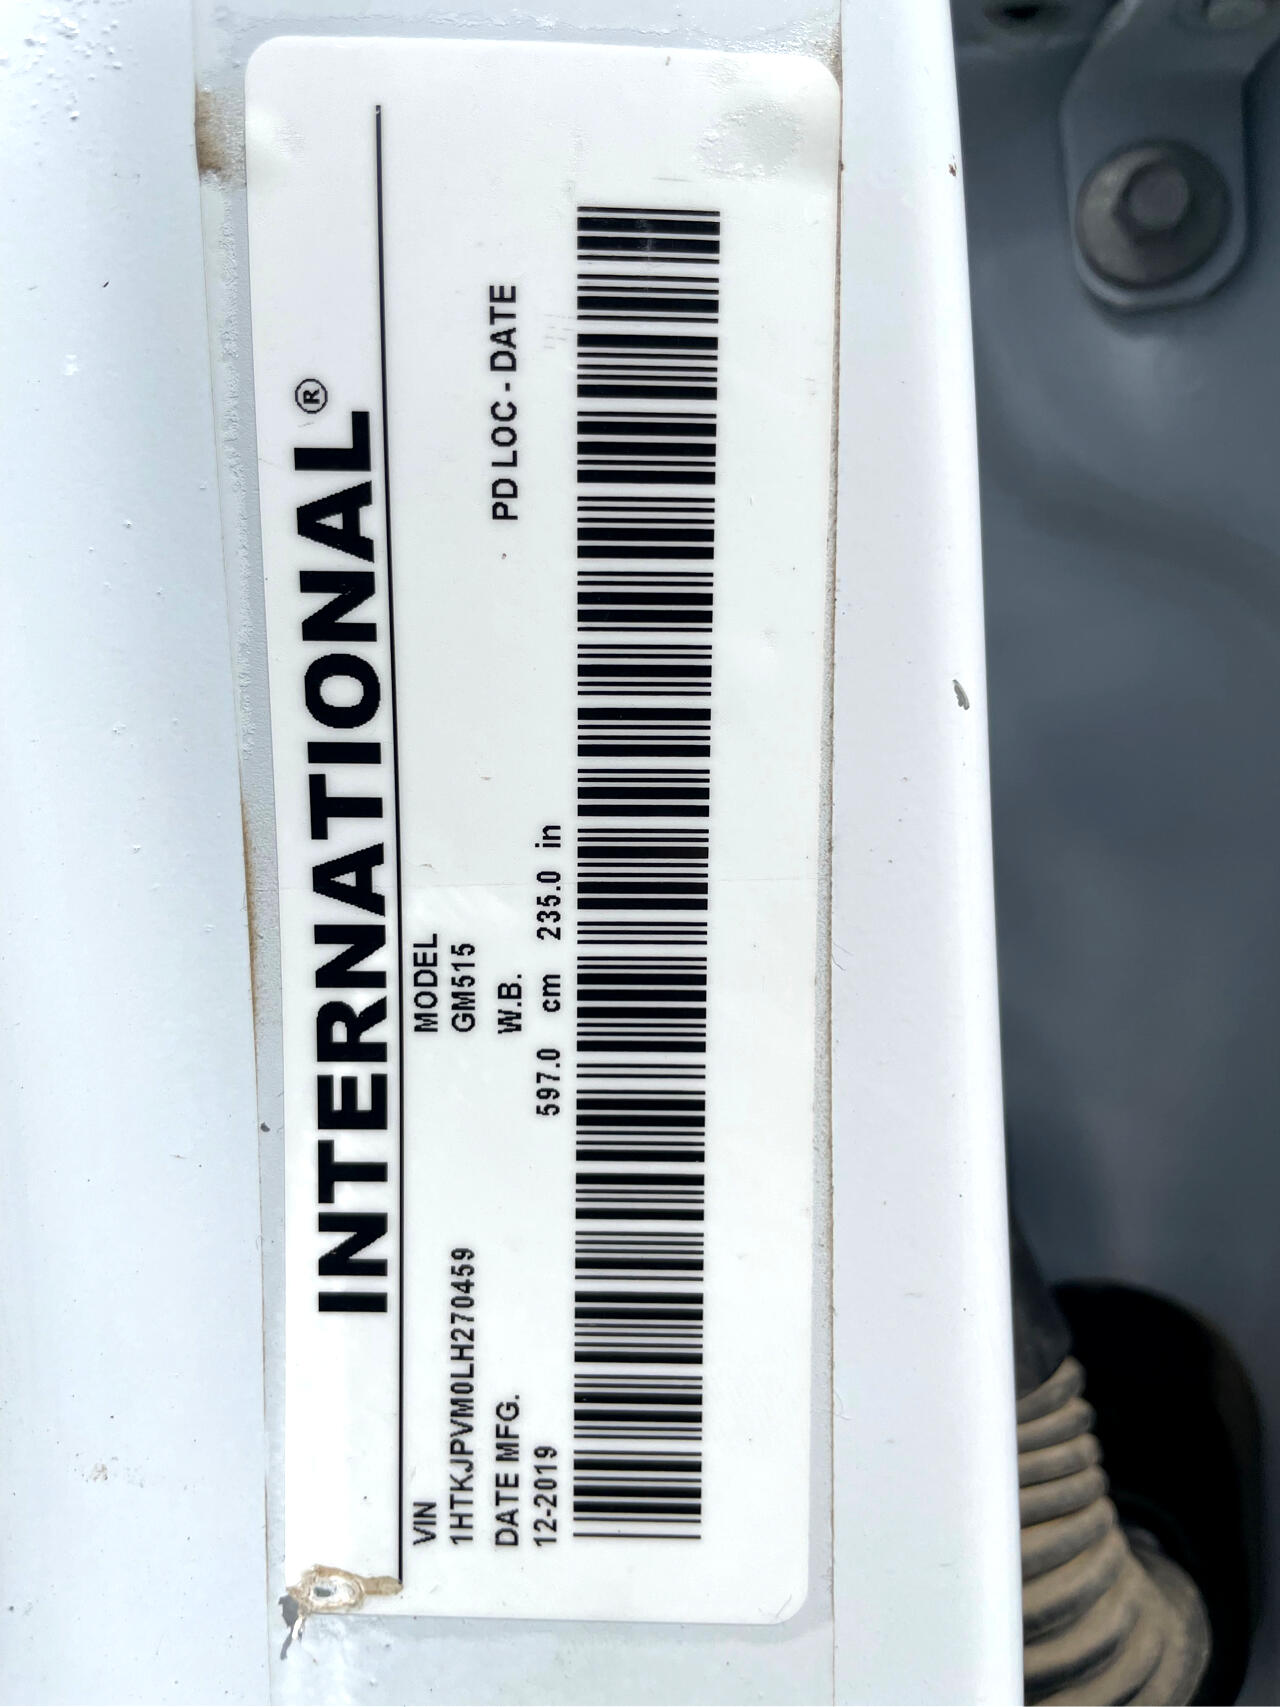 INTERNATIONAL®
VIN
1HTKJPVM0LH270459
MODEL
GM515
DATE MFG.
12-2019
W.B.
597.0 cm 235.0 in
PD LOC - DATE